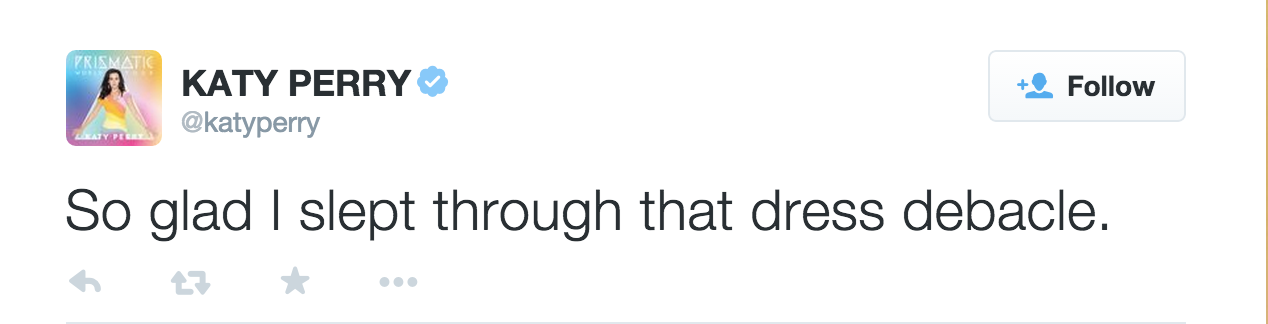 PRISMATIC
KATY PERRY
@katyperry
Follow
So glad I slept through that dress debacle.